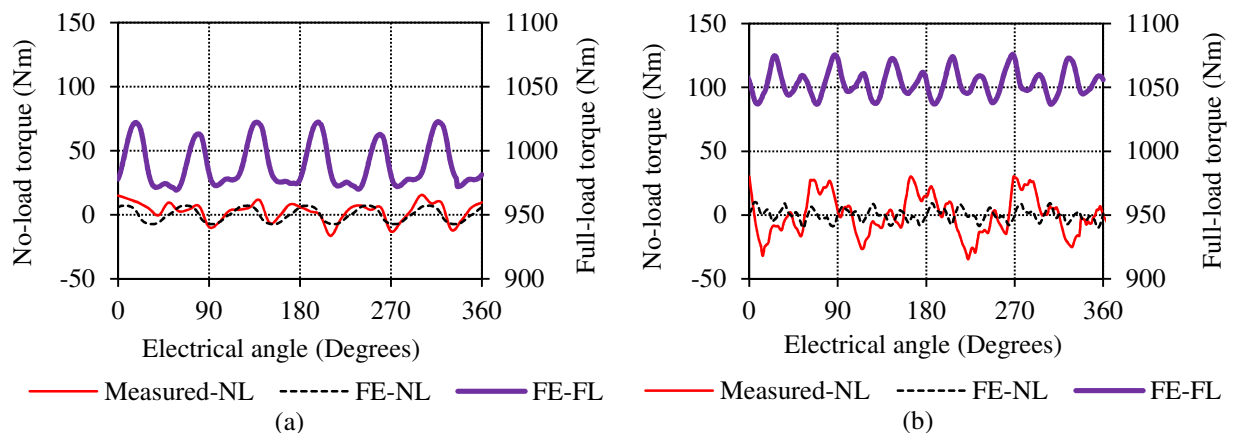 No-load torque (Nm)
150
100
50
0
-50
1100
1050
1000
950
900
Full-load torque (Nm)
0 90 180 270 360
Electrical angle (Degrees)
Measured-NL FE-NL FE-FL
(a)
No-load torque (Nm)
150
100
50
0
-50
1100
1050
1000
950
900
Full-load torque (Nm)
0 90 180 270 360
Electrical angle (Degrees)
Measured-NL FE-NL FE-FL
(b)